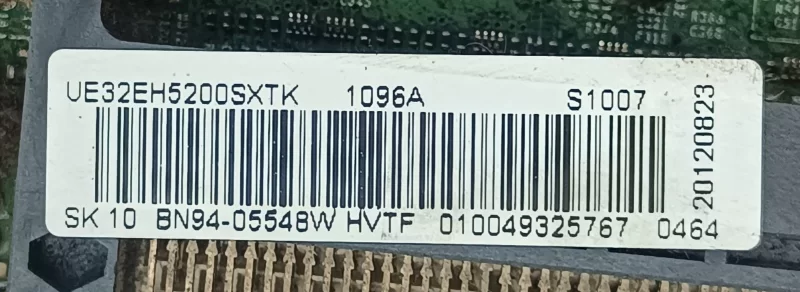 UE32EH5200SXTK 1096A S1007
SK 10 BN94-05548W HVTF 010049325767 0464
20120823